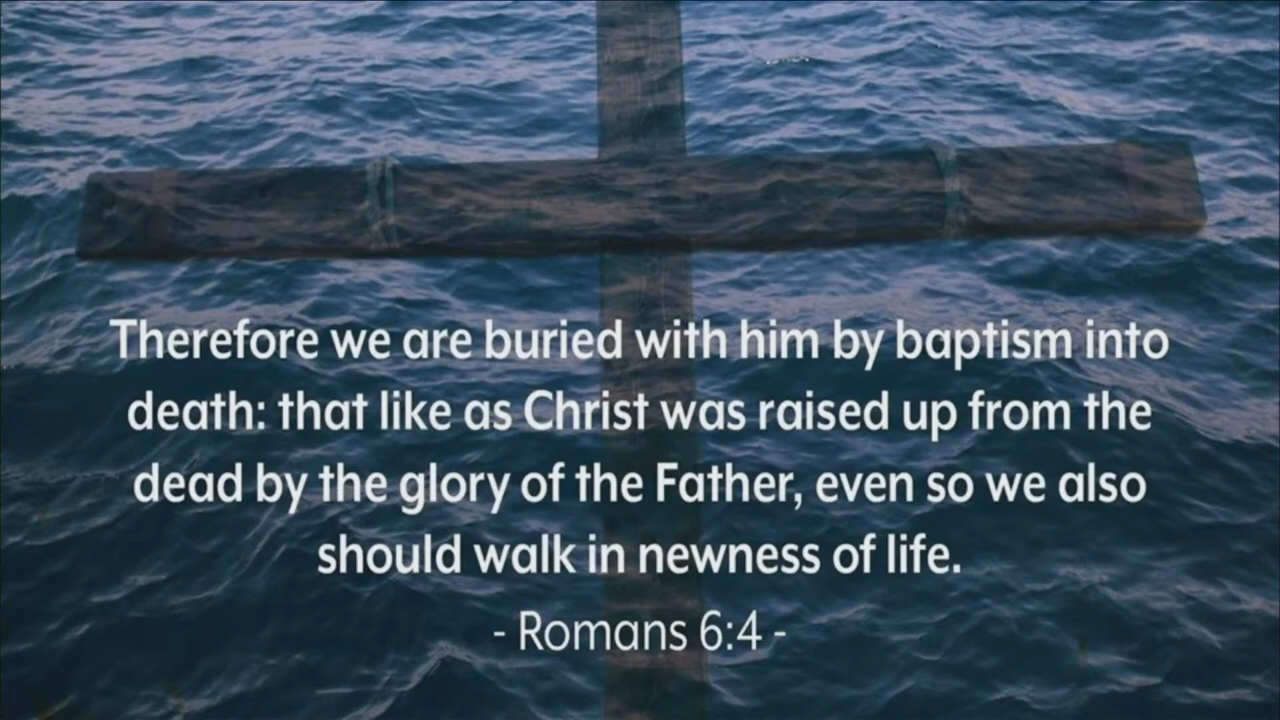 Therefore we are buried with him by baptism into
death: that like as Christ was raised up from the
dead by the glory of the Father, even so we also
should walk in newness of life.
- Romans 6:4 -